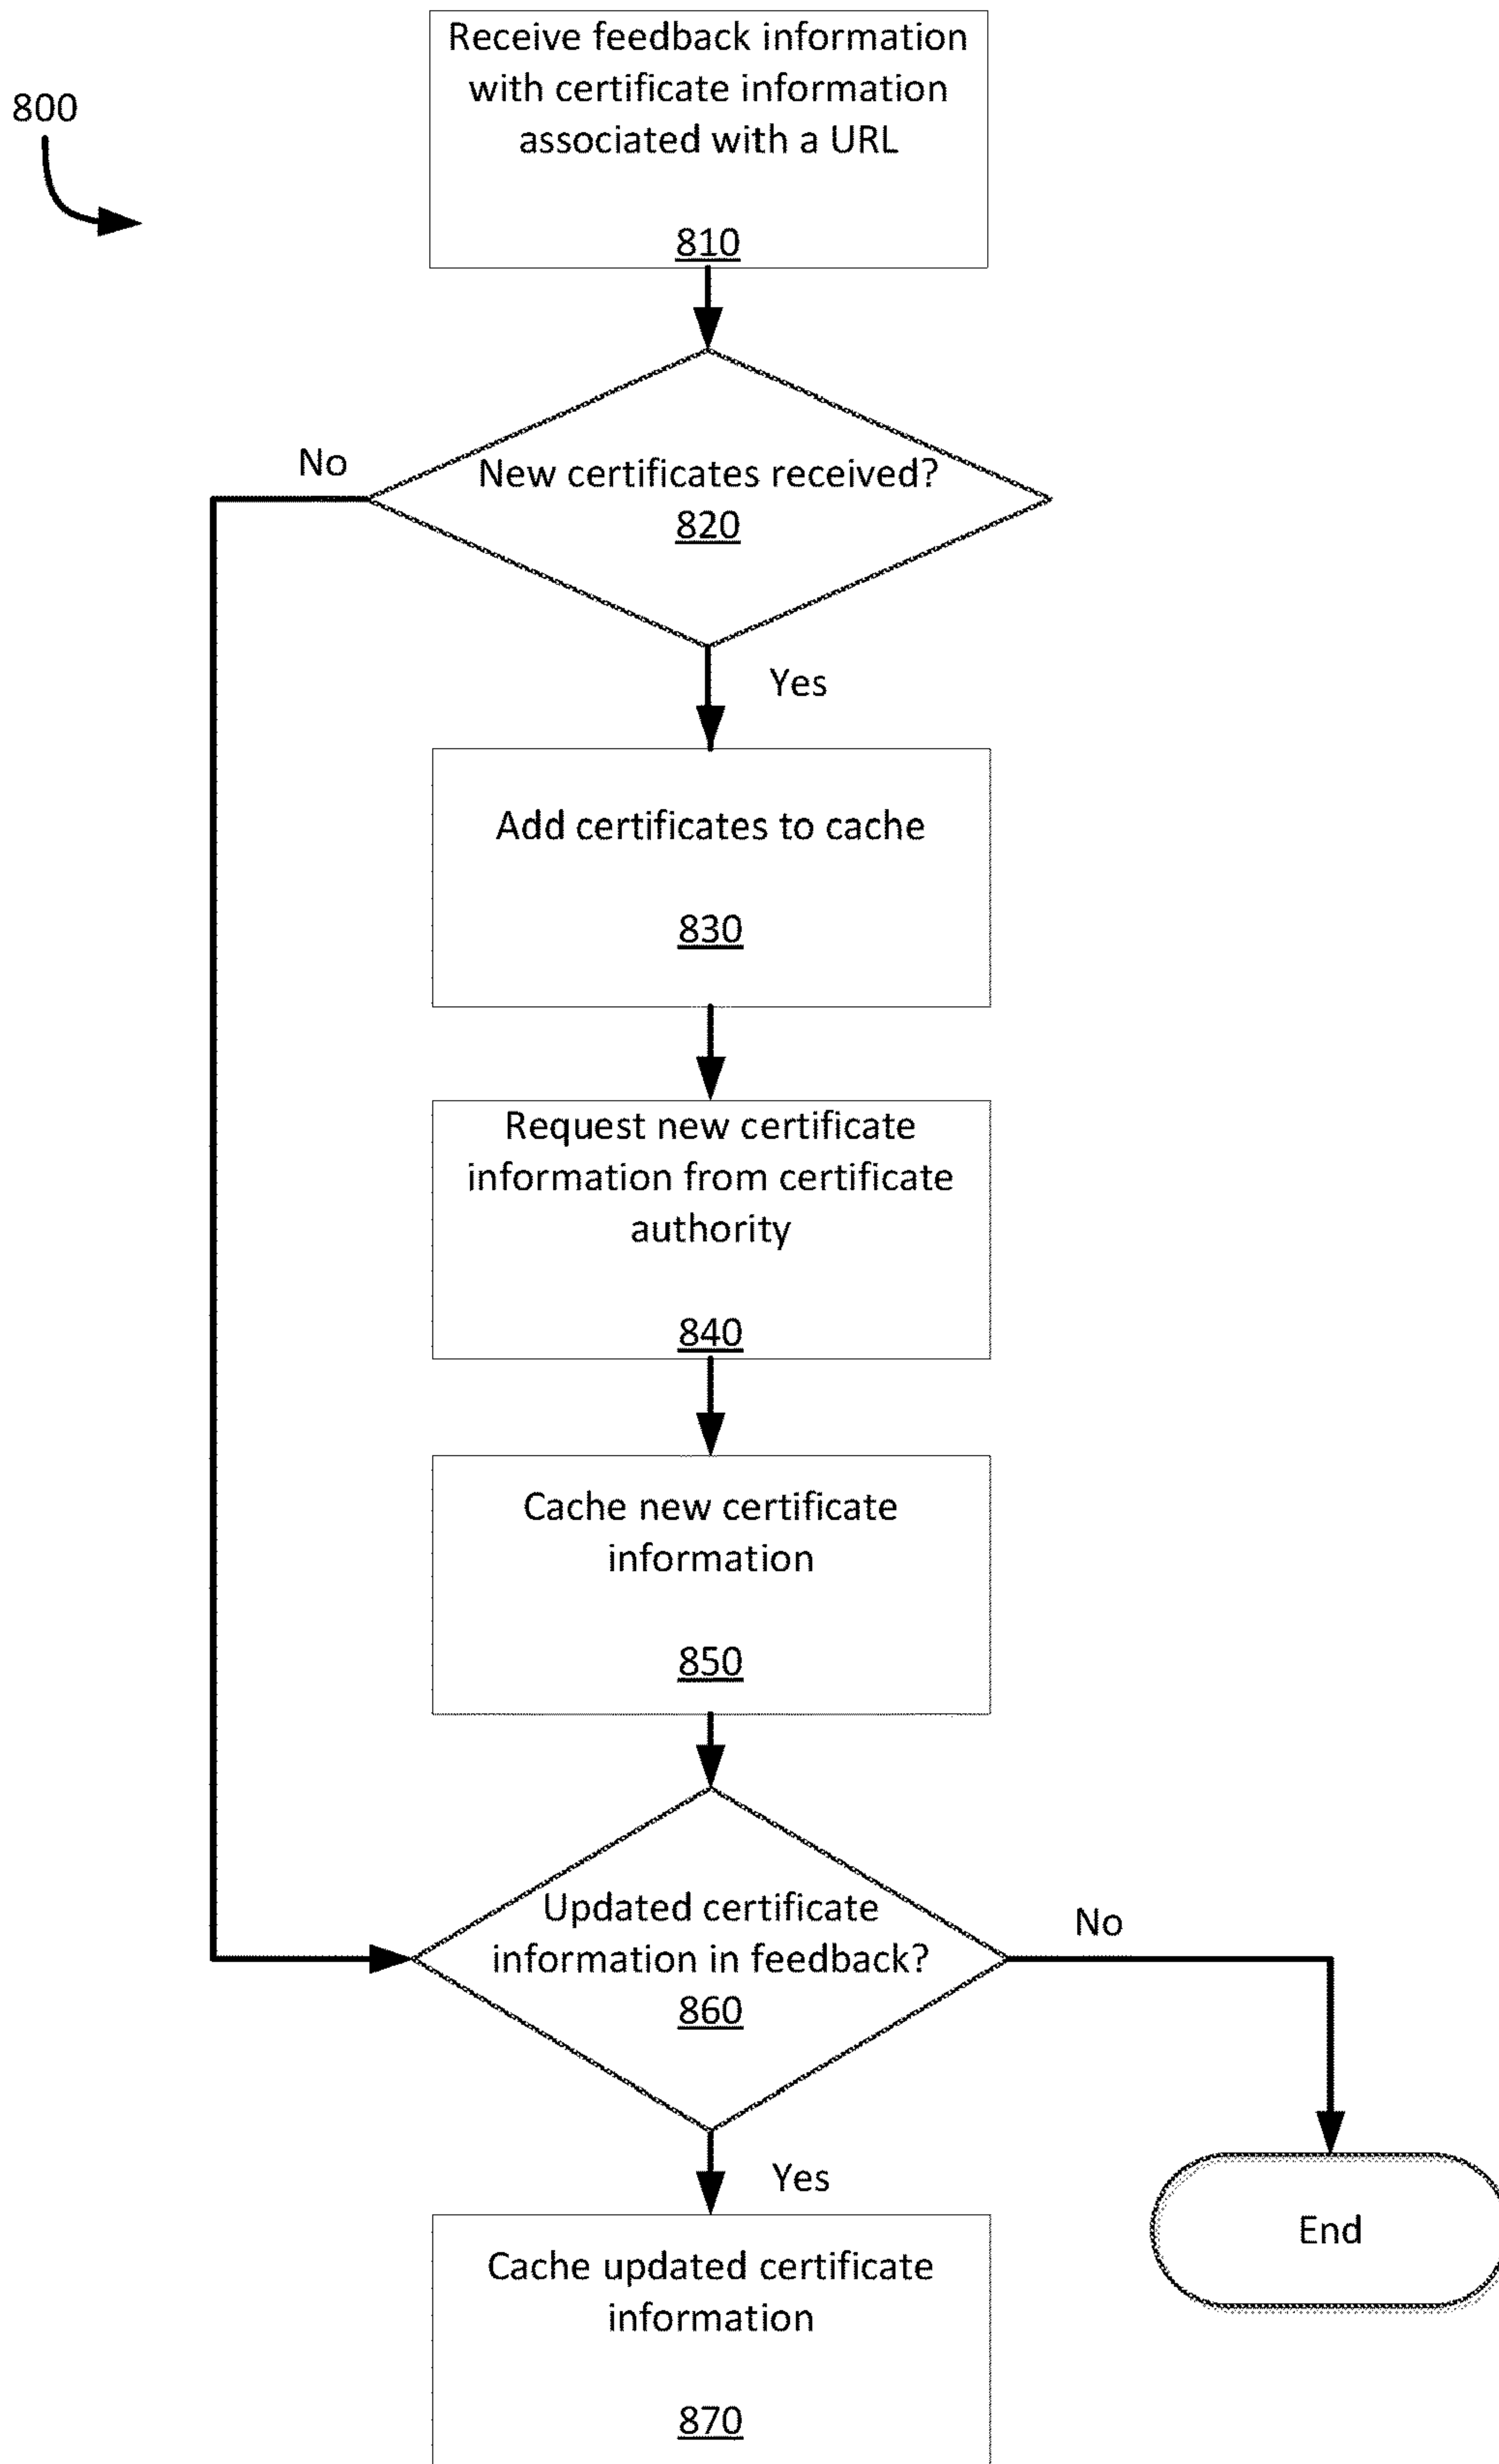 Receive feedback information
with certificate information
associated with a URL
810
800
No
New certificates received?
820
Yes
Add certificates to cache
830
Request new certificate
information from certificate
authority
840
Cache new certificate
information
850
Updated certificate
information in feedback?
860
No
Yes
End
Cache updated certificate
information
870